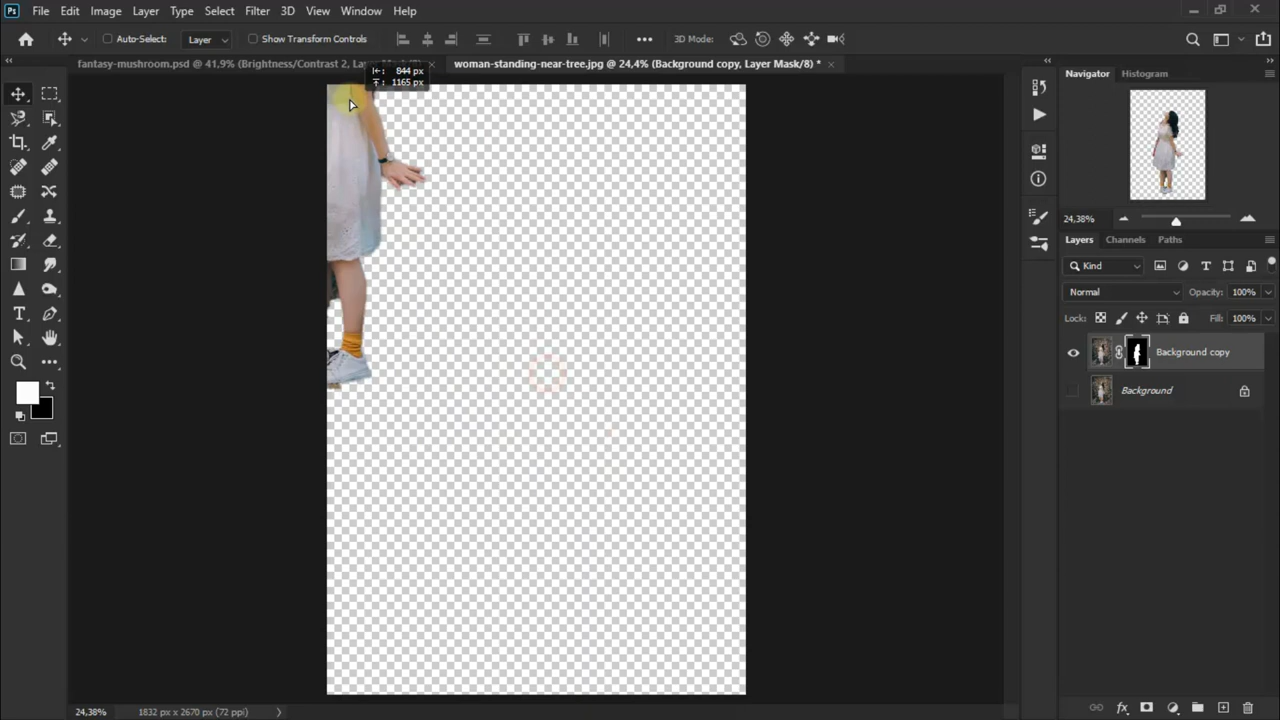 Ps File Edit Image Layer Type Select Filter 3D View Window Help
Auto-Select: Layer Show Transform Controls 3D Mode:
fantasy-mushroom.psd @ 41,9% (Brightness/Contrast 2, La
woman-standing-near-tree.jpg @ 24,4% (Background copy, Layer Mask/8) *
844 px
1165 px
Navigator Histogram
24,38%
Layers Channels Paths
Kind
Normal Opacity: 100%
Lock: Fill: 100%
Background copy
Background
24,38% 1832 px x 2670 px (72 ppi)